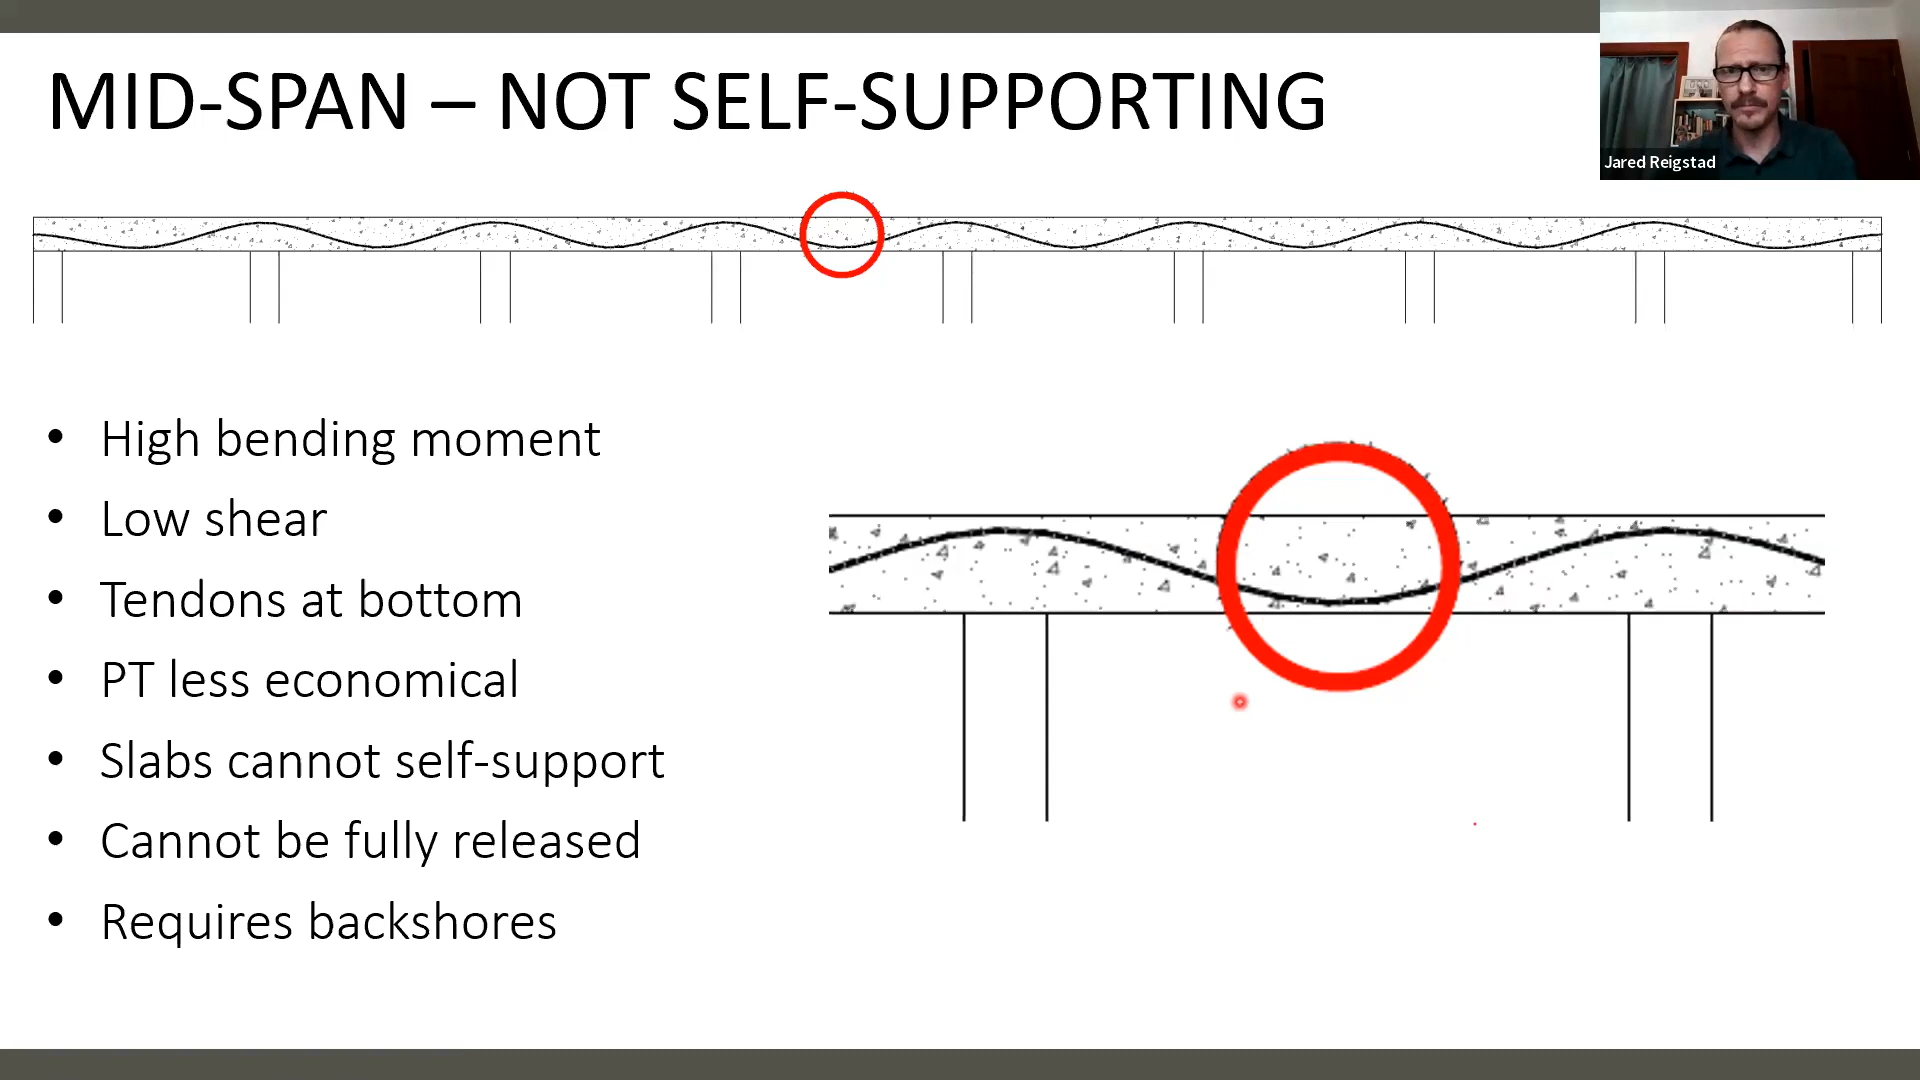 MID-SPAN – NOT SELF-SUPPORTING
Jared Reigstad
• High bending moment
• Low shear
• Tendons at bottom
• PT less economical
• Slabs cannot self-support
• Cannot be fully released
• Requires backshores